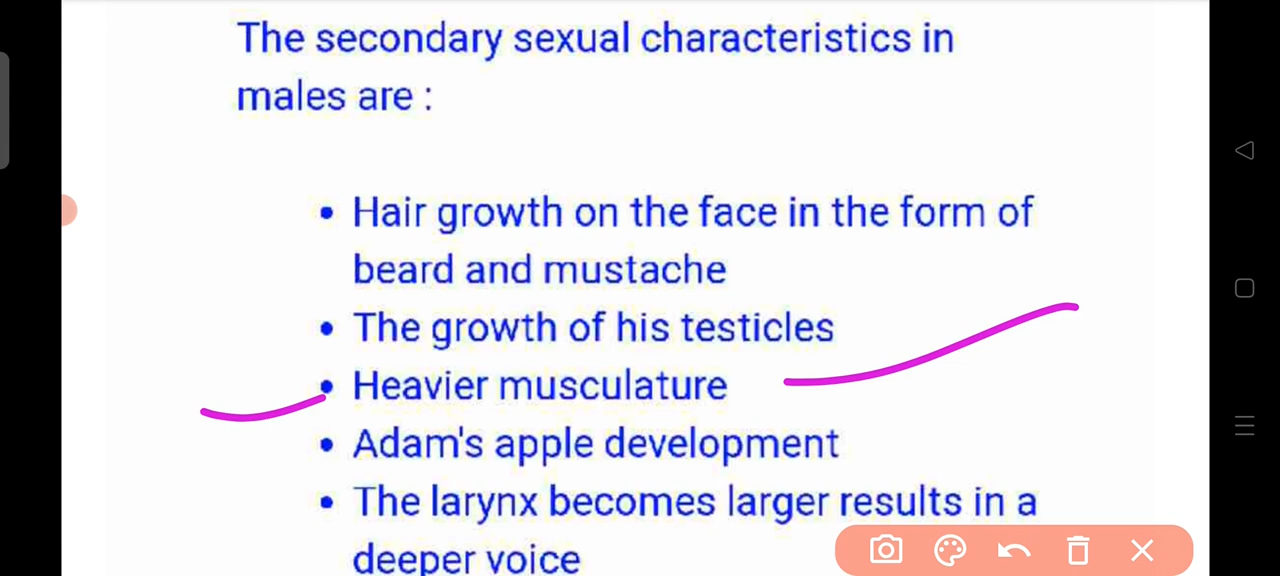 The secondary sexual characteristics in
males are :
• Hair growth on the face in the form of
beard and mustache
• The growth of his testicles
• Heavier musculature
• Adam's apple development
• The larynx becomes larger results in a
deeper voice